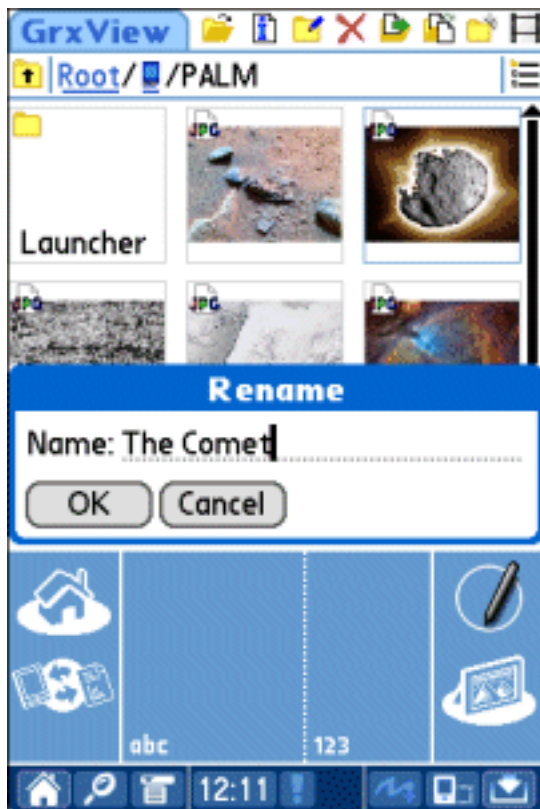 GrxView
Root/ /PALM
JPG JPG
Launcher
JPG JPG JPG
Rename
Name: The Comet
OK Cancel
abc 123
12:11